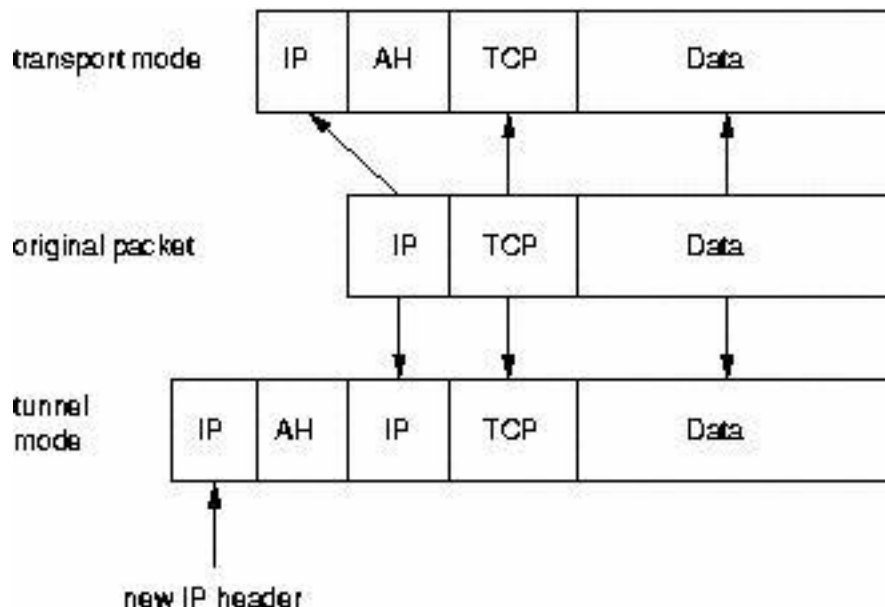 transport mode IP AH TCP Data
original packet IP TCP Data
tunnel
mode
IP AH IP TCP Data
new IP header